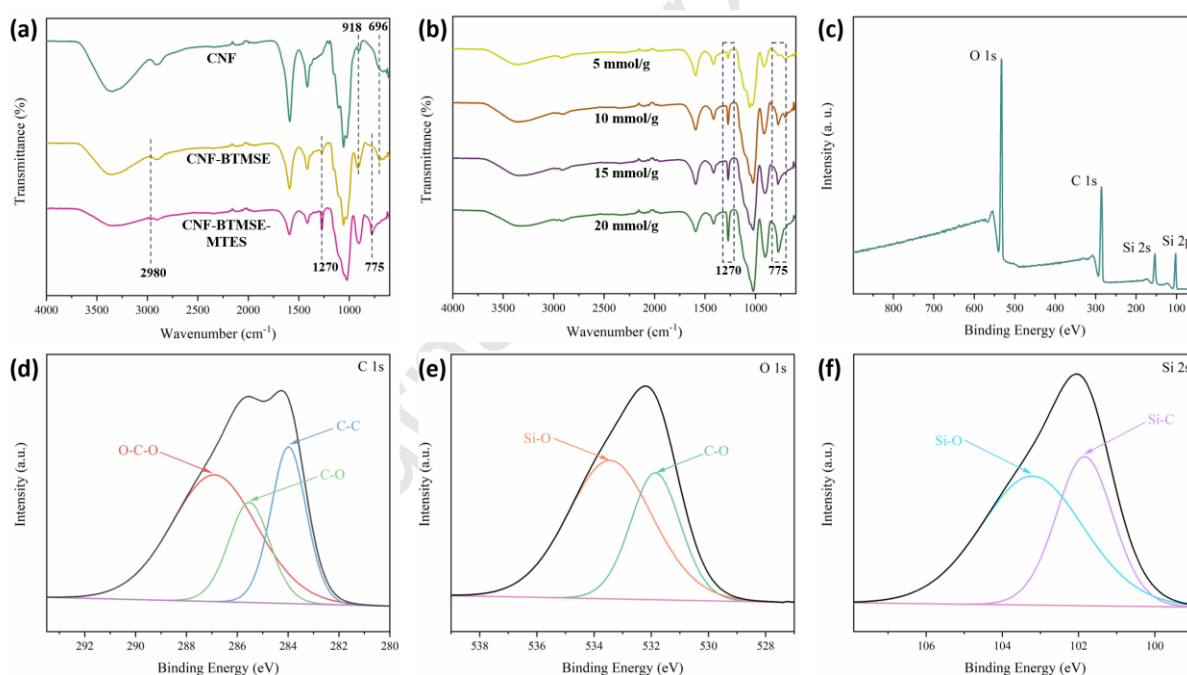 (a)
918 696
CNF
CNF-BTMSE
CNF-BTMSE-
MTES
2980
1270
775
Transmittance (%)
4000 3500 3000 2500 2000 1500 1000
Wavenumber (cm⁻¹)
(b)
5 mmol/g
10 mmol/g
15 mmol/g
20 mmol/g
1270
775
Transmittance (%)
4000 3500 3000 2500 2000 1500 1000
Wavenumber (cm⁻¹)
(c)
O 1s
C 1s
Si 2s
Si 2p
Intensity (a. u.)
800 700 600 500 400 300 200 100
Binding Energy (eV)
(d)
C 1s
O-C-O
C-O
C-C
Intensity (a.u.)
292 290 288 286 284 282 280
Binding Energy (eV)
(e)
O 1s
Si-O
C-O
Intensity (a.u.)
538 536 534 532 530 528
Binding Energy (eV)
(f)
Si 2s
Si-O
Si-C
Intensity (a.u.)
106 104 102 100
Binding Energy (eV)